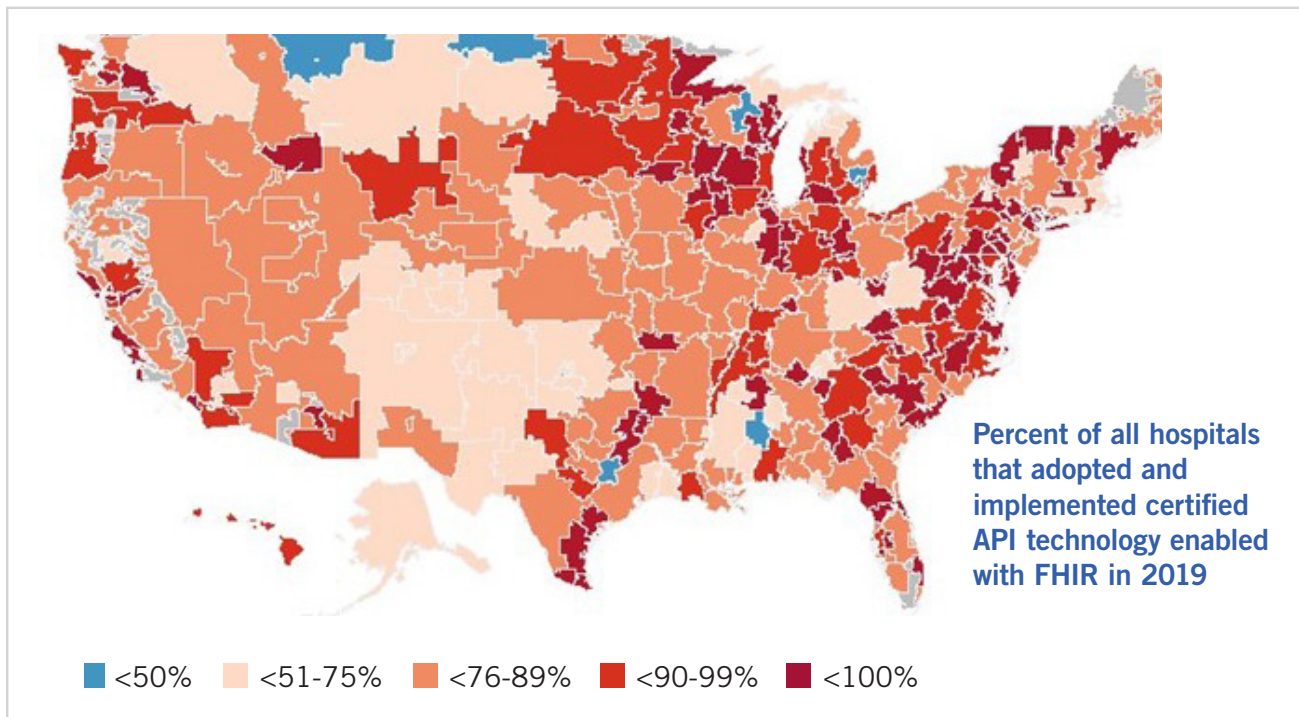 Percent of all hospitals
that adopted and
implemented certified
API technology enabled
with FHIR in 2019
<50% <51-75% <76-89% <90-99% <100%